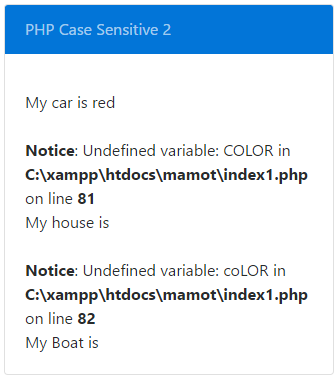 PHP Case Sensitive 2
My car is red
Notice: Undefined variable: COLOR in
C:\xampp\htdocs\mamot\index1.php
on line 81
My house is
Notice: Undefined variable: coLOR in
C:\xampp\htdocs\mamot\index1.php
on line 82
My Boat is